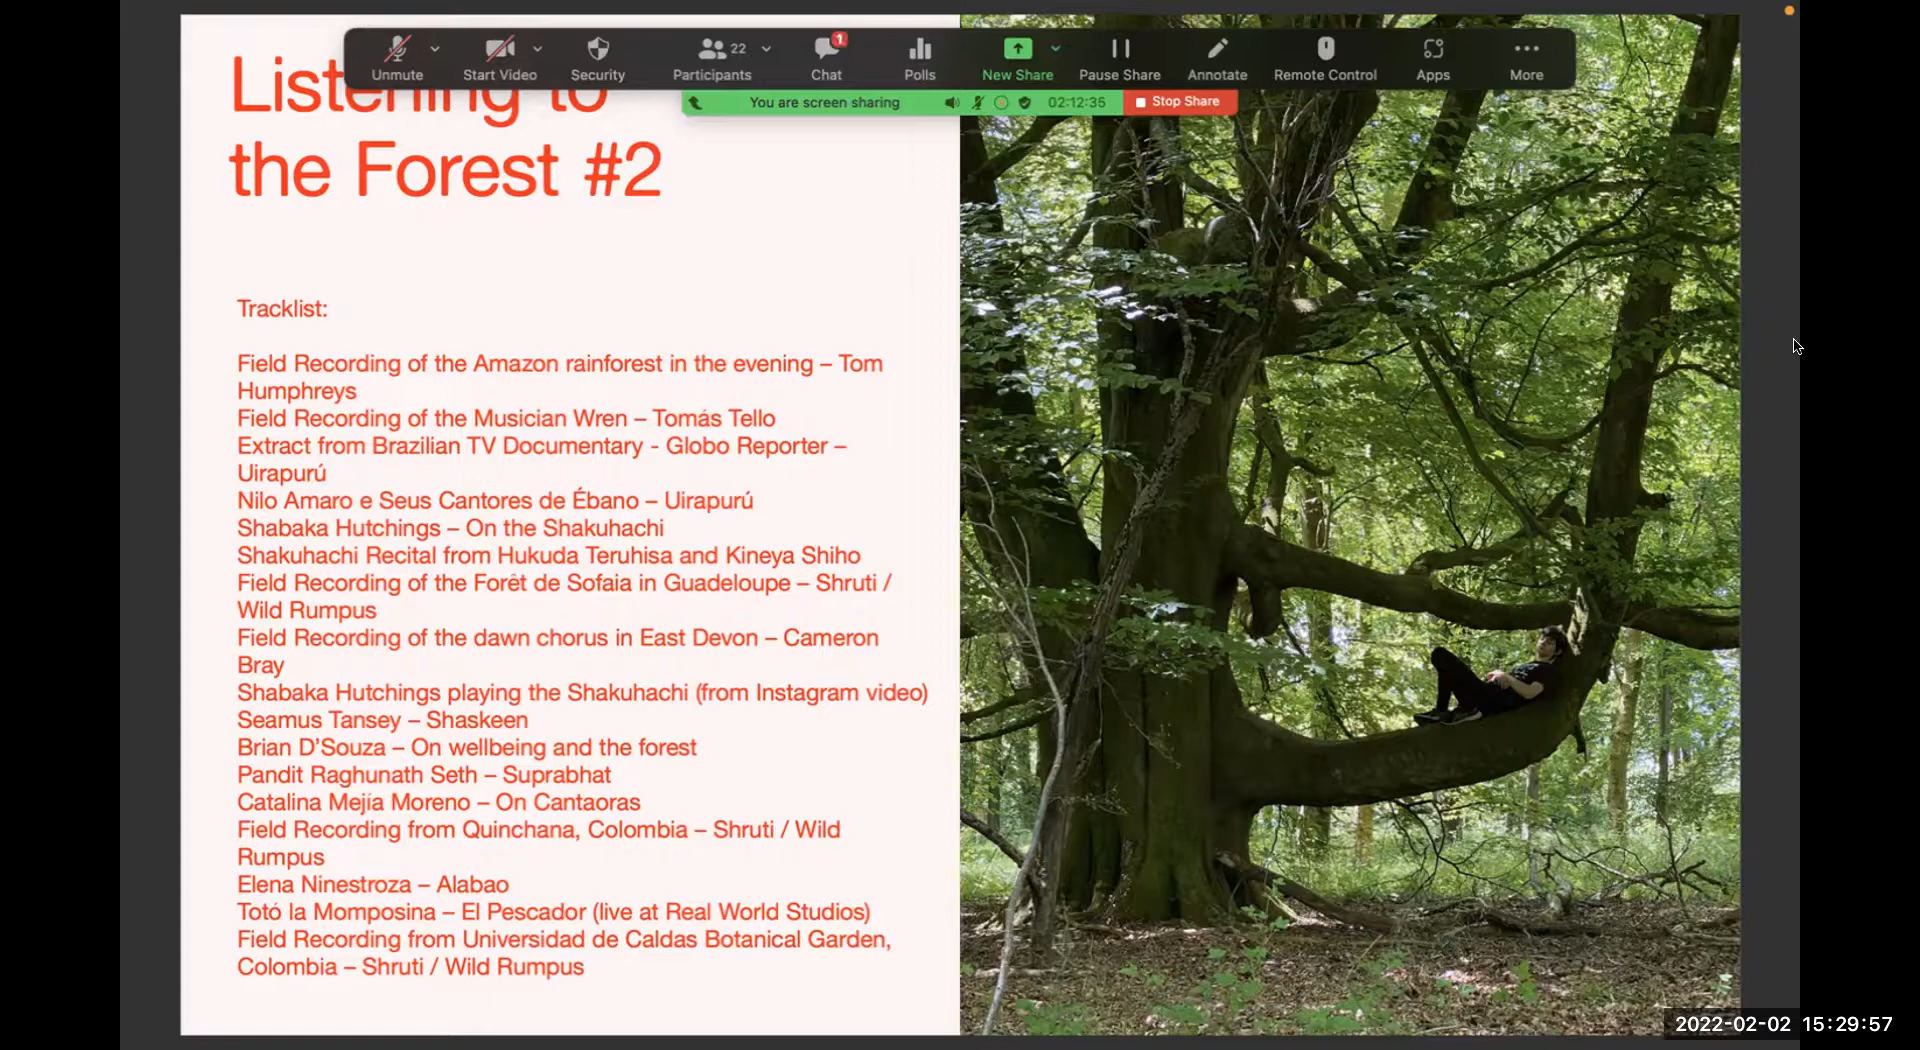 Unmute
Start Video
Security
Participants 22
Chat 1
Polls
New Share
Pause Share
Annotate
Remote Control
Apps
More
You are screen sharing 02:12:35 Stop Share
Listening to
the Forest #2
Tracklist:
Field Recording of the Amazon rainforest in the evening – Tom
Humphreys
Field Recording of the Musician Wren – Tomás Tello
Extract from Brazilian TV Documentary - Globo Reporter –
Uirapurú
Nilo Amaro e Seus Cantores de Ébano – Uirapurú
Shabaka Hutchings – On the Shakuhachi
Shakuhachi Recital from Hukuda Teruhisa and Kineya Shiho
Field Recording of the Forêt de Sofaia in Guadeloupe – Shruti /
Wild Rumpus
Field Recording of the dawn chorus in East Devon – Cameron
Bray
Shabaka Hutchings playing the Shakuhachi (from Instagram video)
Seamus Tansey – Shaskeen
Brian D’Souza – On wellbeing and the forest
Pandit Raghunath Seth – Suprabhat
Catalina Mejía Moreno – On Cantaoras
Field Recording from Quinchana, Colombia – Shruti / Wild
Rumpus
Elena Ninestroza – Alabao
Totó la Momposina – El Pescador (live at Real World Studios)
Field Recording from Universidad de Caldas Botanical Garden,
Colombia – Shruti / Wild Rumpus
2022-02-02 15:29:57